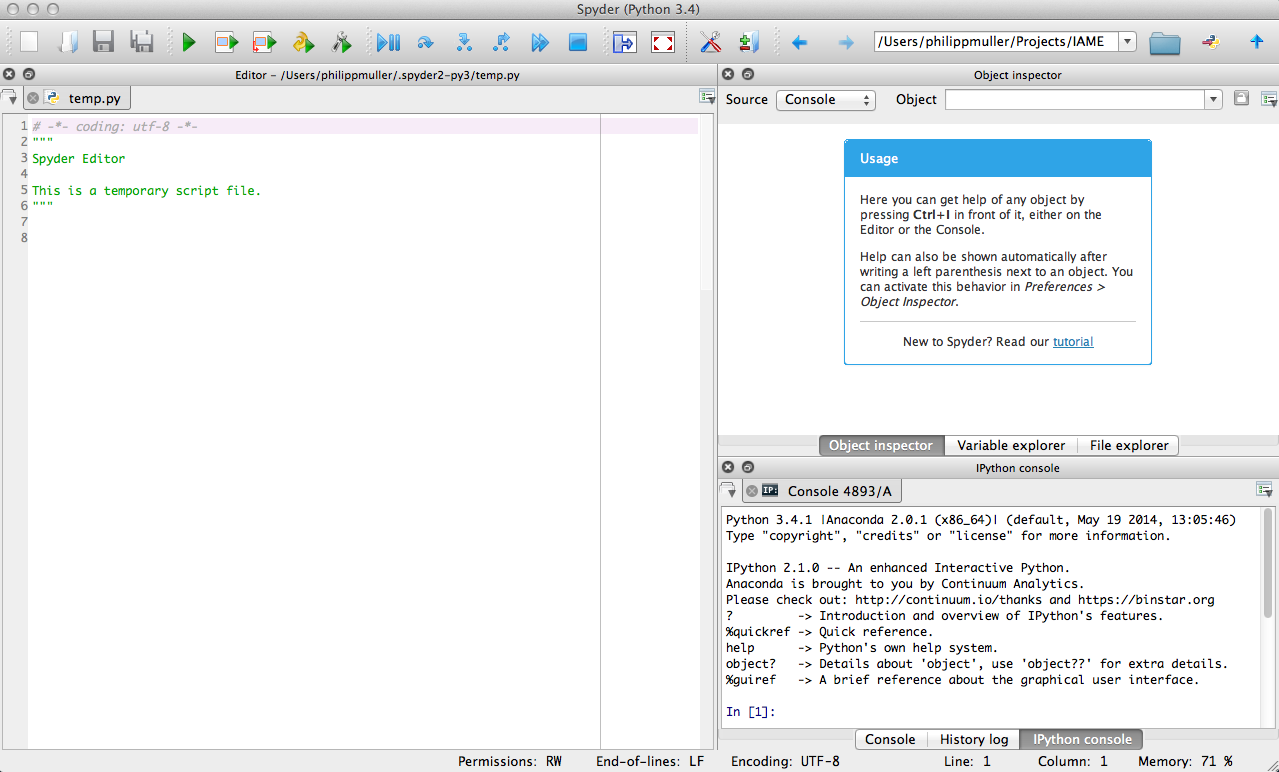 Spyder (Python 3.4)
/Users/philippmuller/Projects/IAME
Editor – /Users/philippmuller/.spyder2-py3/temp.py
temp.py
1 # -*- coding: utf-8 -*-
2 """
3 Spyder Editor
4
5 This is a temporary script file.
6 """
7
8
Object inspector
Source Console Object
Usage
Here you can get help of any object by
pressing Ctrl+I in front of it, either on the
Editor or the Console.
Help can also be shown automatically after
writing a left parenthesis next to an object. You
can activate this behavior in Preferences >
Object Inspector.
New to Spyder? Read our tutorial
Object inspector Variable explorer File explorer
IPython console
IP: Console 4893/A
Python 3.4.1 |Anaconda 2.0.1 (x86_64)| (default, May 19 2014, 13:05:46)
Type "copyright", "credits" or "license" for more information.
IPython 2.1.0 -- An enhanced Interactive Python.
Anaconda is brought to you by Continuum Analytics.
Please check out: http://continuum.io/thanks and https://binstar.org
? -> Introduction and overview of IPython's features.
%quickref -> Quick reference.
help -> Python's own help system.
object? -> Details about 'object', use 'object??' for extra details.
%guiref -> A brief reference about the graphical user interface.
In [1]:
Console History log IPython console
Permissions: RW End-of-lines: LF Encoding: UTF-8 Line: 1 Column: 1 Memory: 71 %